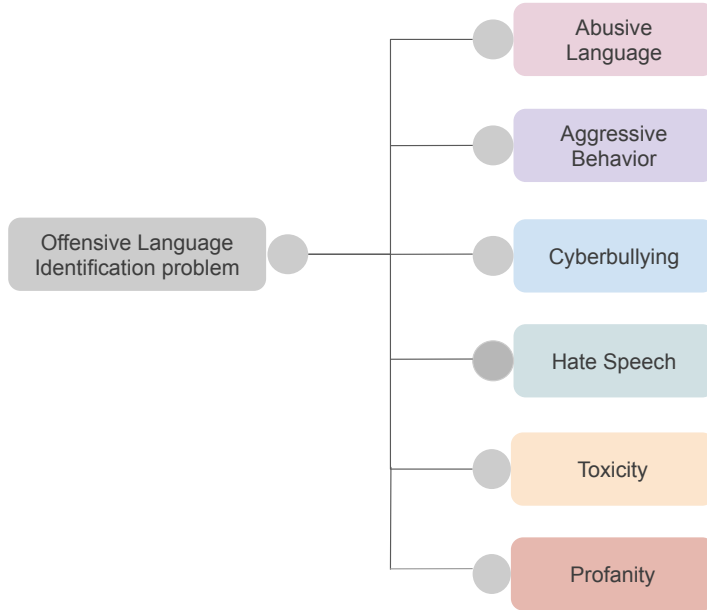 Abusive
Language
Aggressive
Behavior
Offensive Language
Identification problem
Cyberbullying
Hate Speech
Toxicity
Profanity